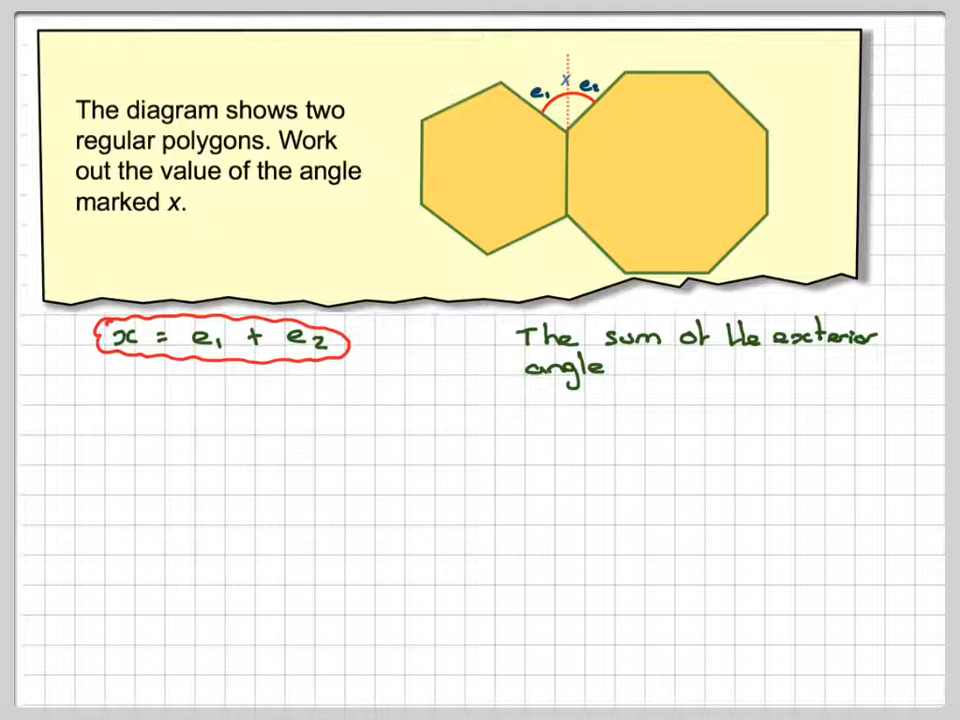 The diagram shows two
regular polygons. Work
out the value of the angle
marked x.
e₁ x e₂
x = e₁ + e₂
The sum of the exterior
angle